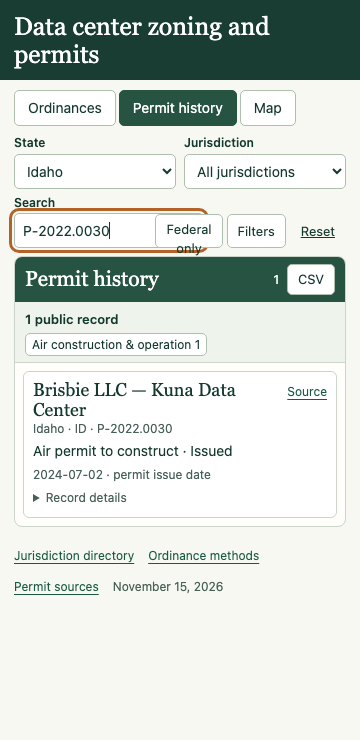 Data center zoning and
permits
Ordinances
Permit history
Map
State
Jurisdiction
Idaho
All jurisdictions
Search
P-2022.0030
Federal
only
Filters
Reset
Permit history
1
CSV
1 public record
Air construction & operation 1
Brisbie LLC — Kuna Data
Center
Source
Idaho · ID · P-2022.0030
Air permit to construct · Issued
2024-07-02 · permit issue date
Record details
Jurisdiction directory
Ordinance methods
Permit sources
November 15, 2026